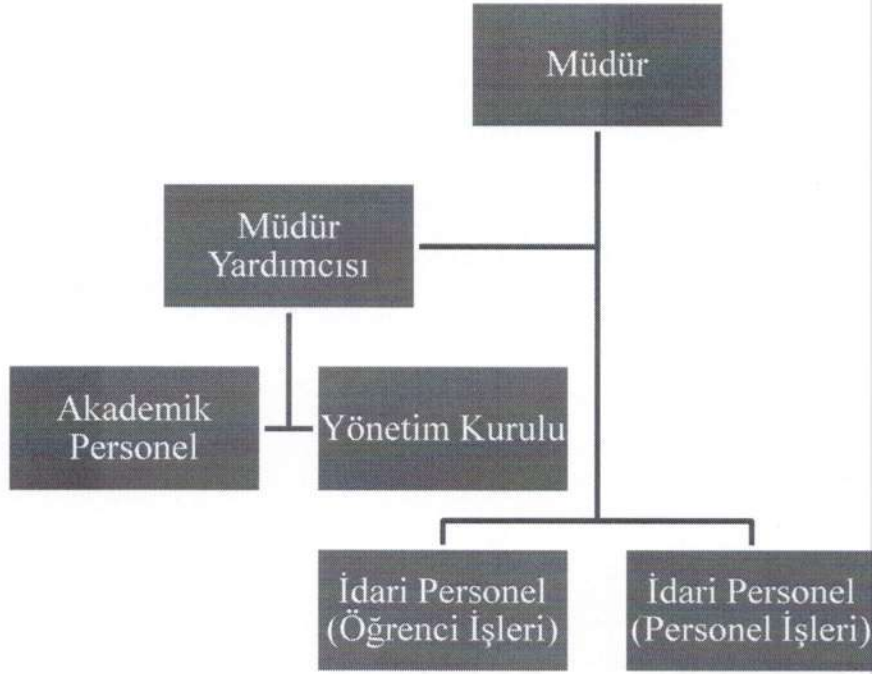 Müdür
Müdür
Yardımcısı
Akademik
Personel
Yönetim Kurulu
İdari Personel
(Öğrenci İşleri)
İdari Personel
(Personel İşleri)